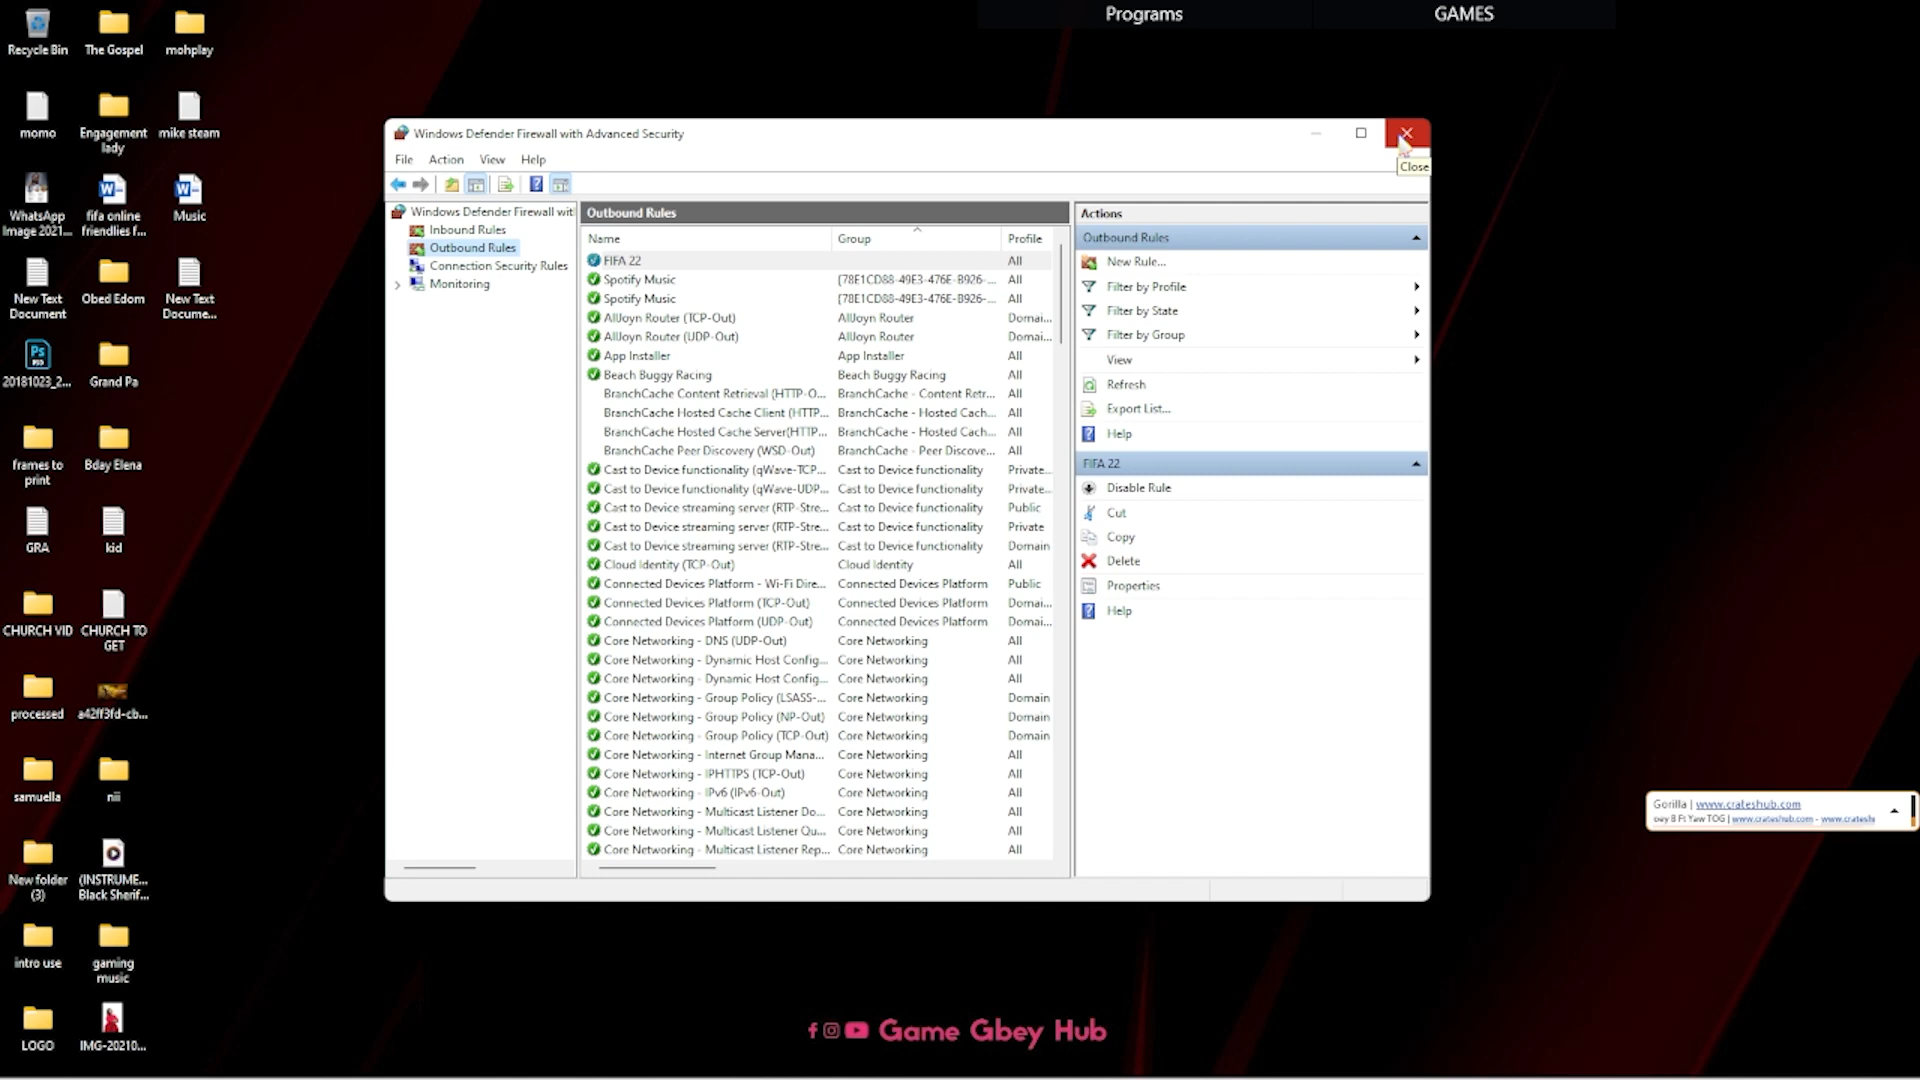 Programs
GAMES
Recycle Bin
The Gospel
mohplay
momo
Engagement
lady
mike steam
WhatsApp
Image 2021...
fifa online
friendlies f...
Music
New Text
Document
Obed Edom
New Text
Docume...
20181023_2...
Grand Pa
frames to
print
Bday Elena
GRA
kid
CHURCH VID
CHURCH TO
GET
processed
a42ff3fd-cb...
samuella
nii
New folder
(3)
(INSTRUME...
Black Sherif...
intro use
gaming
music
LOGO
IMG-20210...
Windows Defender Firewall with Advanced Security
Close
File Action View Help
Windows Defender Firewall wit
Inbound Rules
Outbound Rules
Connection Security Rules
Monitoring
Outbound Rules
Name Group Profile
FIFA 22 All
Spotify Music {78E1CD88-49E3-476E-B926-... All
Spotify Music {78E1CD88-49E3-476E-B926-... All
AllJoyn Router (TCP-Out) AllJoyn Router Domai...
AllJoyn Router (UDP-Out) AllJoyn Router Domai...
App Installer App Installer All
Beach Buggy Racing Beach Buggy Racing All
BranchCache Content Retrieval (HTTP-O... BranchCache - Content Retr... All
BranchCache Hosted Cache Client (HTTP... BranchCache - Hosted Cach... All
BranchCache Hosted Cache Server(HTTP... BranchCache - Hosted Cach... All
BranchCache Peer Discovery (WSD-Out) BranchCache - Peer Discove... All
Cast to Device functionality (qWave-TCP... Cast to Device functionality Private...
Cast to Device functionality (qWave-UDP... Cast to Device functionality Private...
Cast to Device streaming server (RTP-Stre... Cast to Device functionality Public
Cast to Device streaming server (RTP-Stre... Cast to Device functionality Private
Cast to Device streaming server (RTP-Stre... Cast to Device functionality Domain
Cloud Identity (TCP-Out) Cloud Identity All
Connected Devices Platform - Wi-Fi Dire... Connected Devices Platform Public
Connected Devices Platform (TCP-Out) Connected Devices Platform Domai...
Connected Devices Platform (UDP-Out) Connected Devices Platform Domai...
Core Networking - DNS (UDP-Out) Core Networking All
Core Networking - Dynamic Host Config... Core Networking All
Core Networking - Dynamic Host Config... Core Networking All
Core Networking - Group Policy (LSASS-... Core Networking Domain
Core Networking - Group Policy (NP-Out) Core Networking Domain
Core Networking - Group Policy (TCP-Out) Core Networking Domain
Core Networking - Internet Group Mana... Core Networking All
Core Networking - IPHTTPS (TCP-Out) Core Networking All
Core Networking - IPv6 (IPv6-Out) Core Networking All
Core Networking - Multicast Listener Do... Core Networking All
Core Networking - Multicast Listener Qu... Core Networking All
Core Networking - Multicast Listener Rep... Core Networking All
Actions
Outbound Rules
New Rule...
Filter by Profile
Filter by State
Filter by Group
View
Refresh
Export List...
Help
FIFA 22
Disable Rule
Cut
Copy
Delete
Properties
Help
Gorilla | www.crateshub.com
oey B Ft Yaw TOG | www.crateshub.com - www.crateshi
Game Gbey Hub